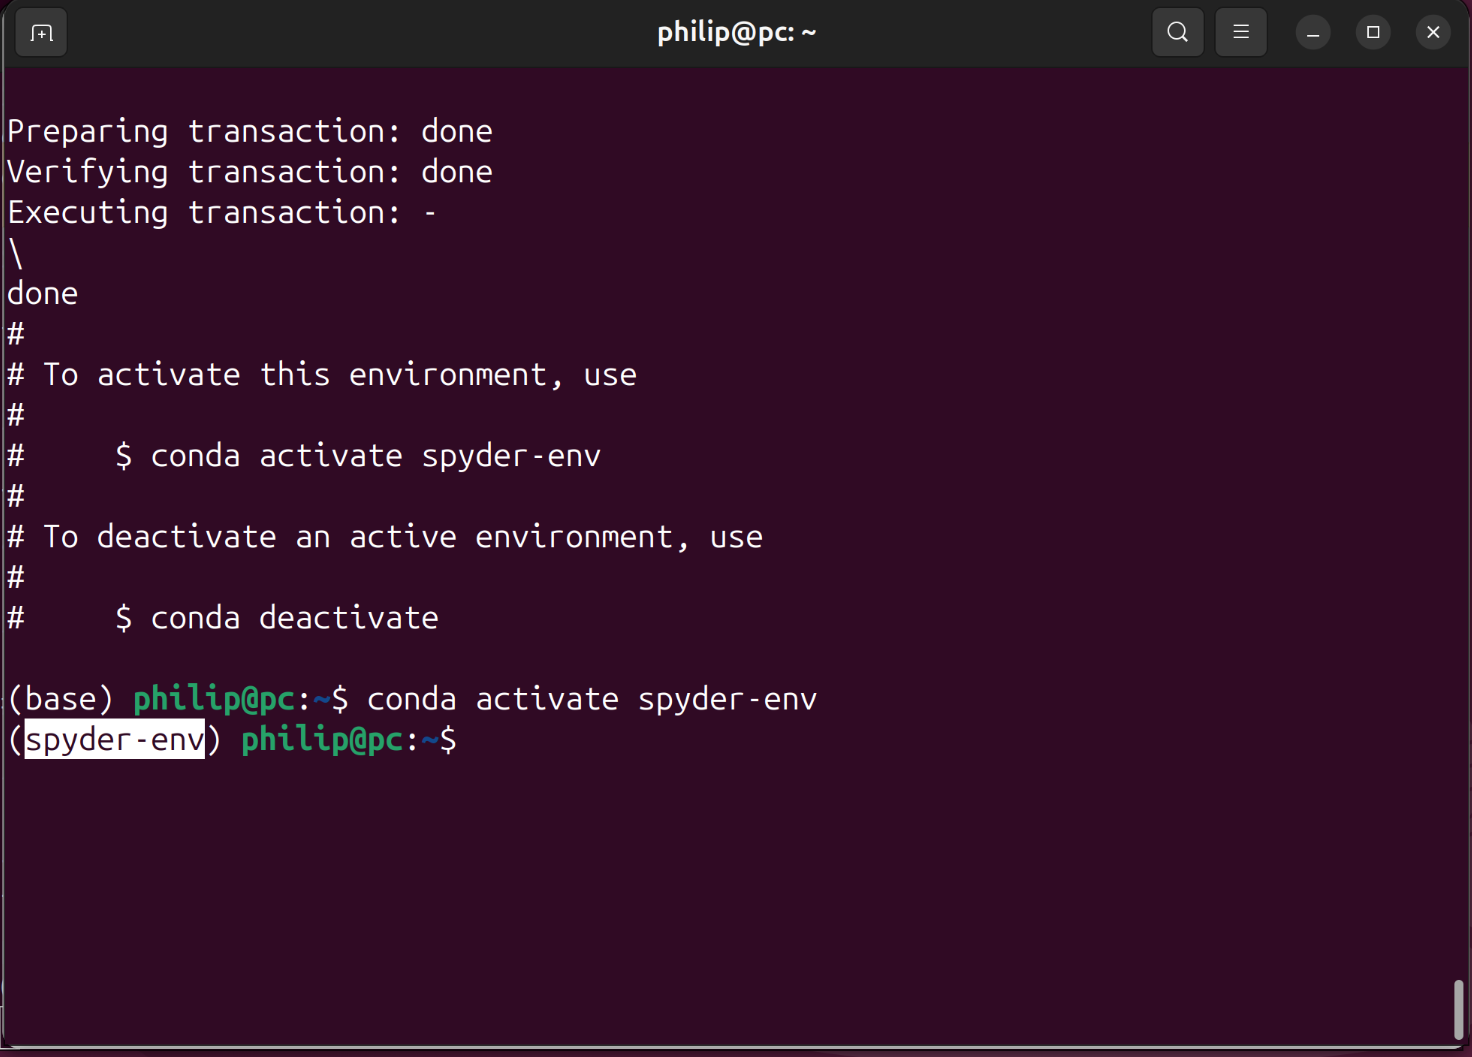 philip@pc: ~
Preparing transaction: done
Verifying transaction: done
Executing transaction: -
\
done
#
# To activate this environment, use
#
#     $ conda activate spyder-env
#
# To deactivate an active environment, use
#
#     $ conda deactivate
(base) philip@pc:~$ conda activate spyder-env
(spyder-env) philip@pc:~$